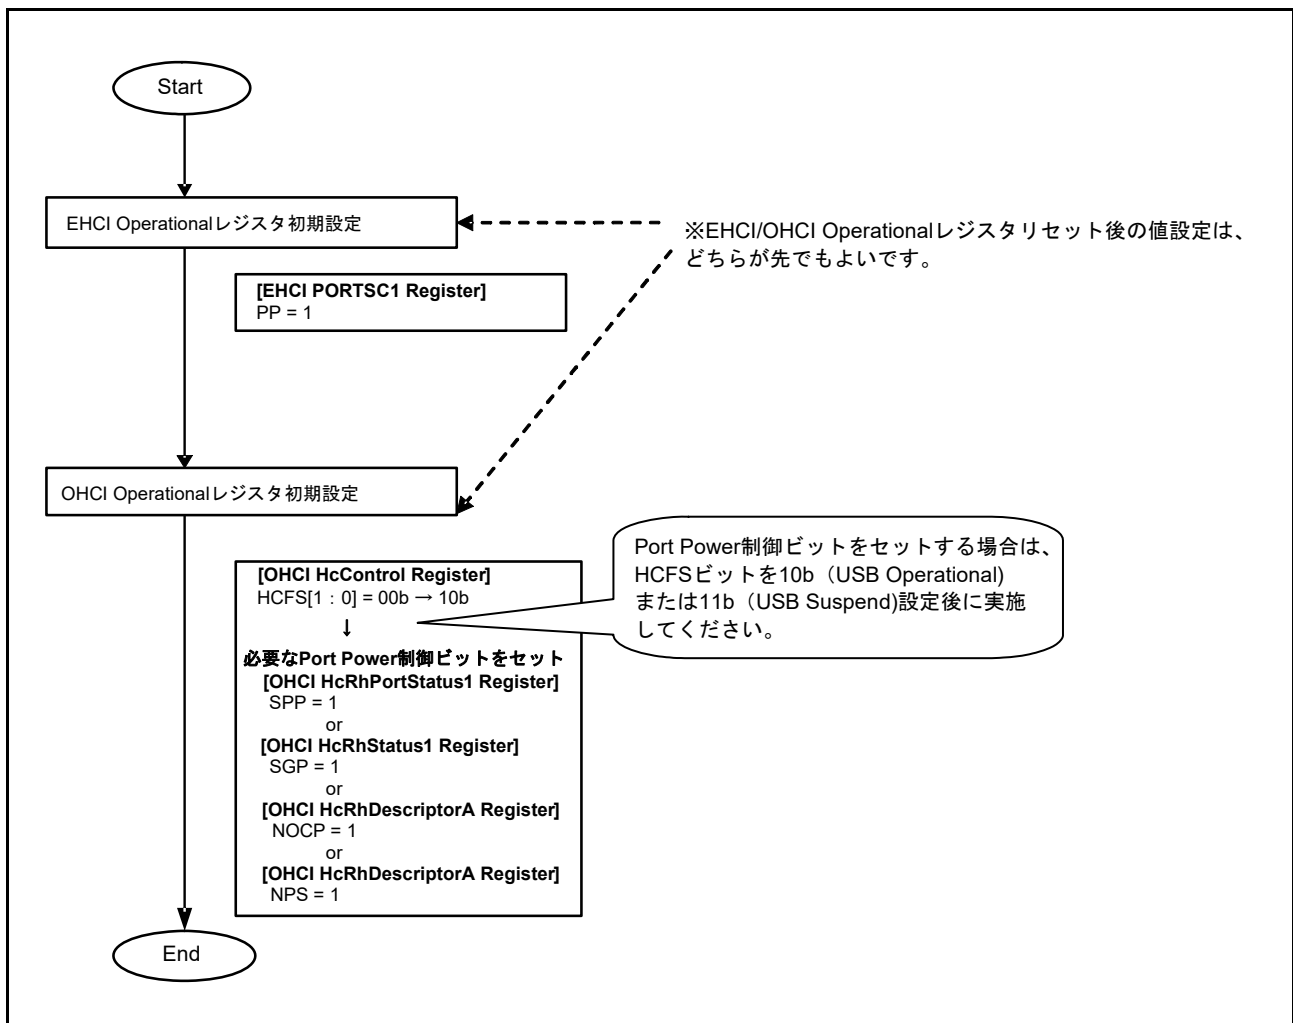 Start
EHCI Operationalレジスタ初期設定
※EHCI/OHCI Operationalレジスタリセット後の値設定は、
どちらが先でもよいです。
[EHCI PORTSC1 Register]
PP = 1
OHCI Operationalレジスタ初期設定
Port Power制御ビットをセットする場合は、
HCFSビットを10b（USB Operational)
または11b（USB Suspend)設定後に実施
してください。
[OHCI HcControl Register]
HCFS[1：0] = 00b → 10b
↓
必要なPort Power制御ビットをセット
[OHCI HcRhPortStatus1 Register]
SPP = 1
or
[OHCI HcRhStatus1 Register]
SGP = 1
or
[OHCI HcRhDescriptorA Register]
NOCP = 1
or
[OHCI HcRhDescriptorA Register]
NPS = 1
End